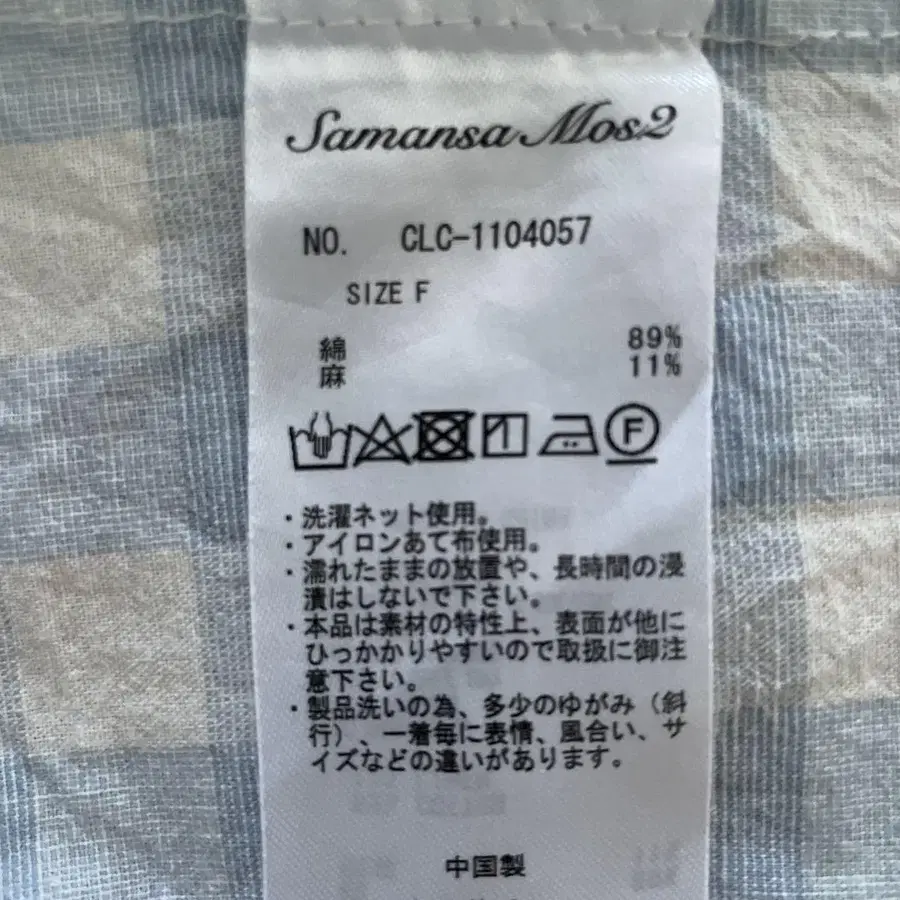 Samansa Mos2
NO. CLC-1104057
SIZE F
綿 89%
麻 11%
F
・洗濯ネット使用。
・アイロンあて布使用。
・濡れたままの放置や、長時間の浸
漬はしないで下さい。
・本品は素材の特性上、表面が他に
ひっかかりやすいので取扱に御注
意下さい。
・製品洗いの為、多少のゆがみ（斜
行）、一着毎に表情、風合い、サ
イズなどの違いがあります。
中国製